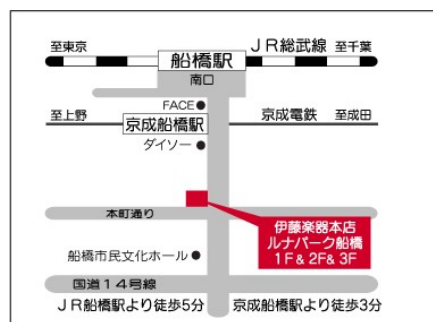 至東京
船橋駅
JR総武線
至千葉
南口
FACE
至上野
京成船橋駅
京成電鉄
至成田
ダイソー
本町通り
伊藤楽器本店
ルナパーク船橋
1F&2F&3F
船橋市民文化ホール
国道14号線
JR船橋駅より徒歩5分
京成船橋駅より徒歩3分